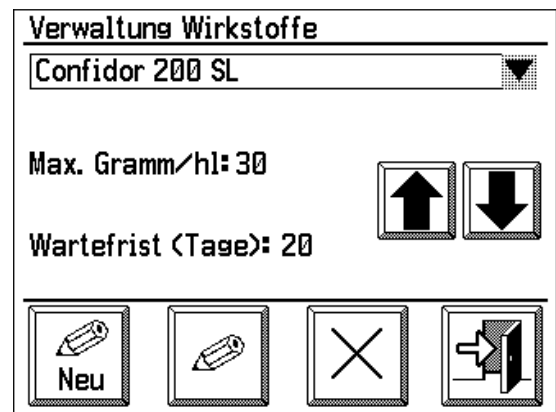 Verwaltung Wirkstoffe
Confidor 200 SL
Max. Gramm/hl: 30
Wartefrist (Tage): 20
Neu